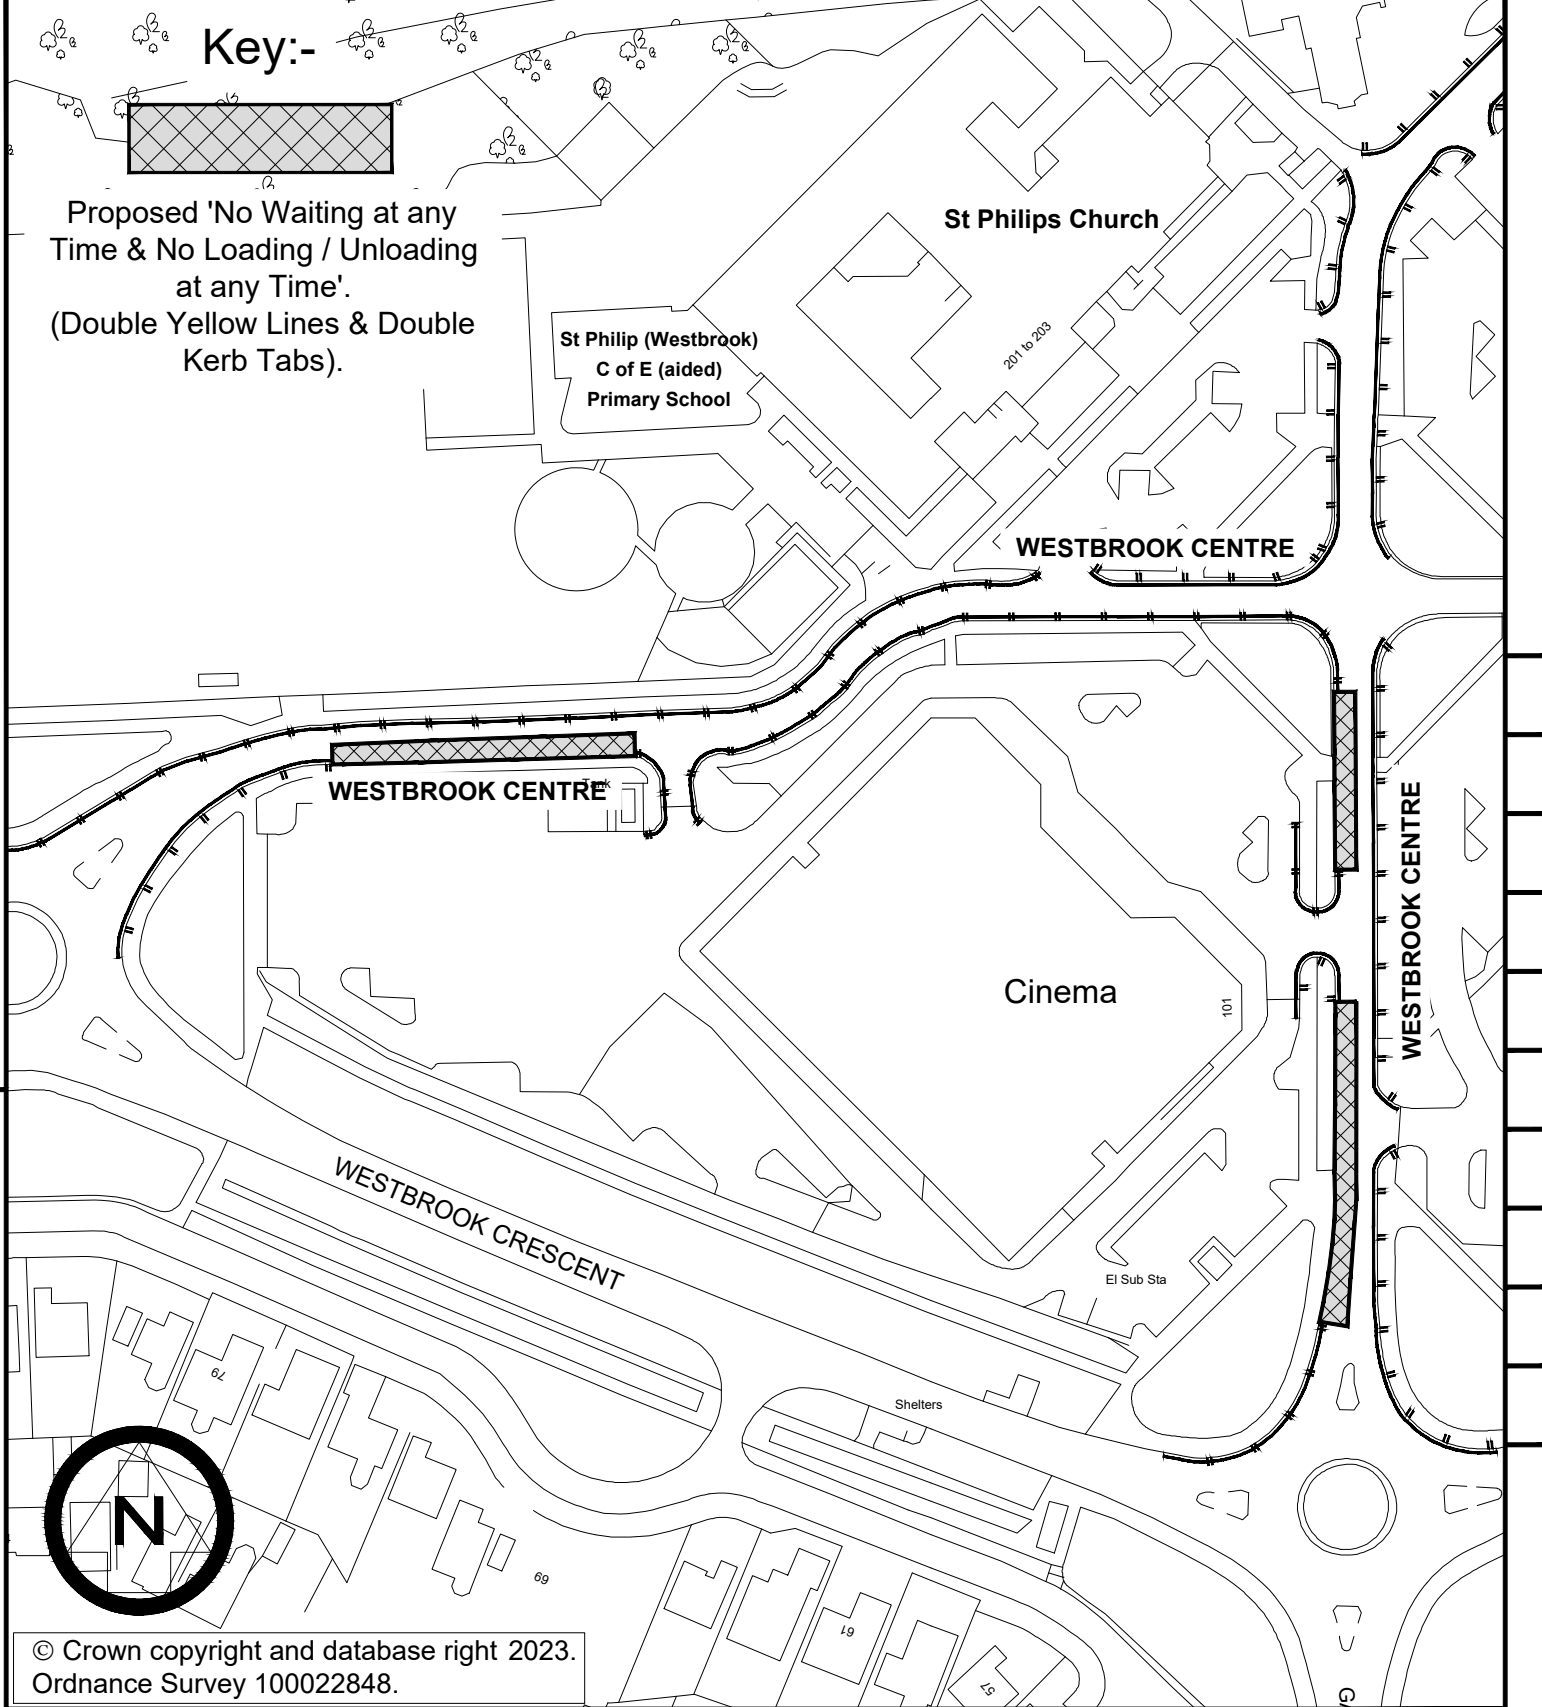 Key:-
Proposed 'No Waiting at any
Time & No Loading / Unloading
at any Time'.
(Double Yellow Lines & Double
Kerb Tabs).
St Philips Church
St Philip (Westbrook)
C of E (aided)
Primary School
201 to 203
WESTBROOK CENTRE
WESTBROOK CENTRE
Tank
WESTBROOK CENTRE
Cinema
101
WESTBROOK CRESCENT
El Sub Sta
Shelters
79
69
61
57
N
© Crown copyright and database right 2023.
Ordnance Survey 100022848.